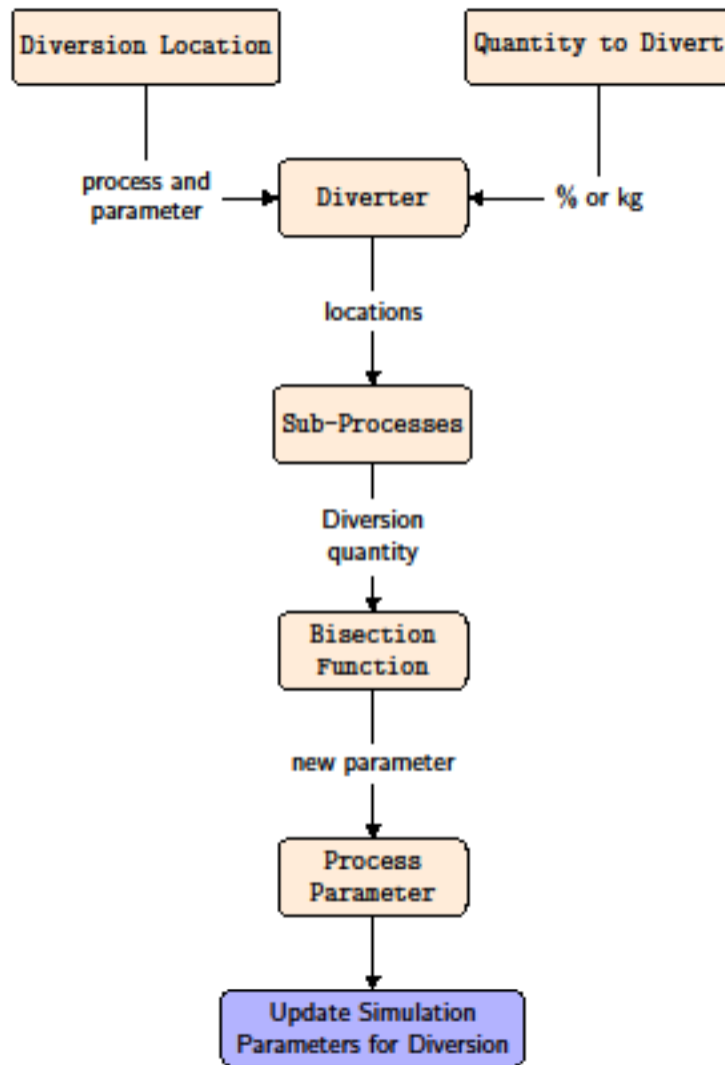 Diversion Location
Quantity to Divert
process and
parameter
Diverter
% or kg
locations
Sub-Processes
Diversion
quantity
Bisection
Function
new parameter
Process
Parameter
Update Simulation
Parameters for Diversion